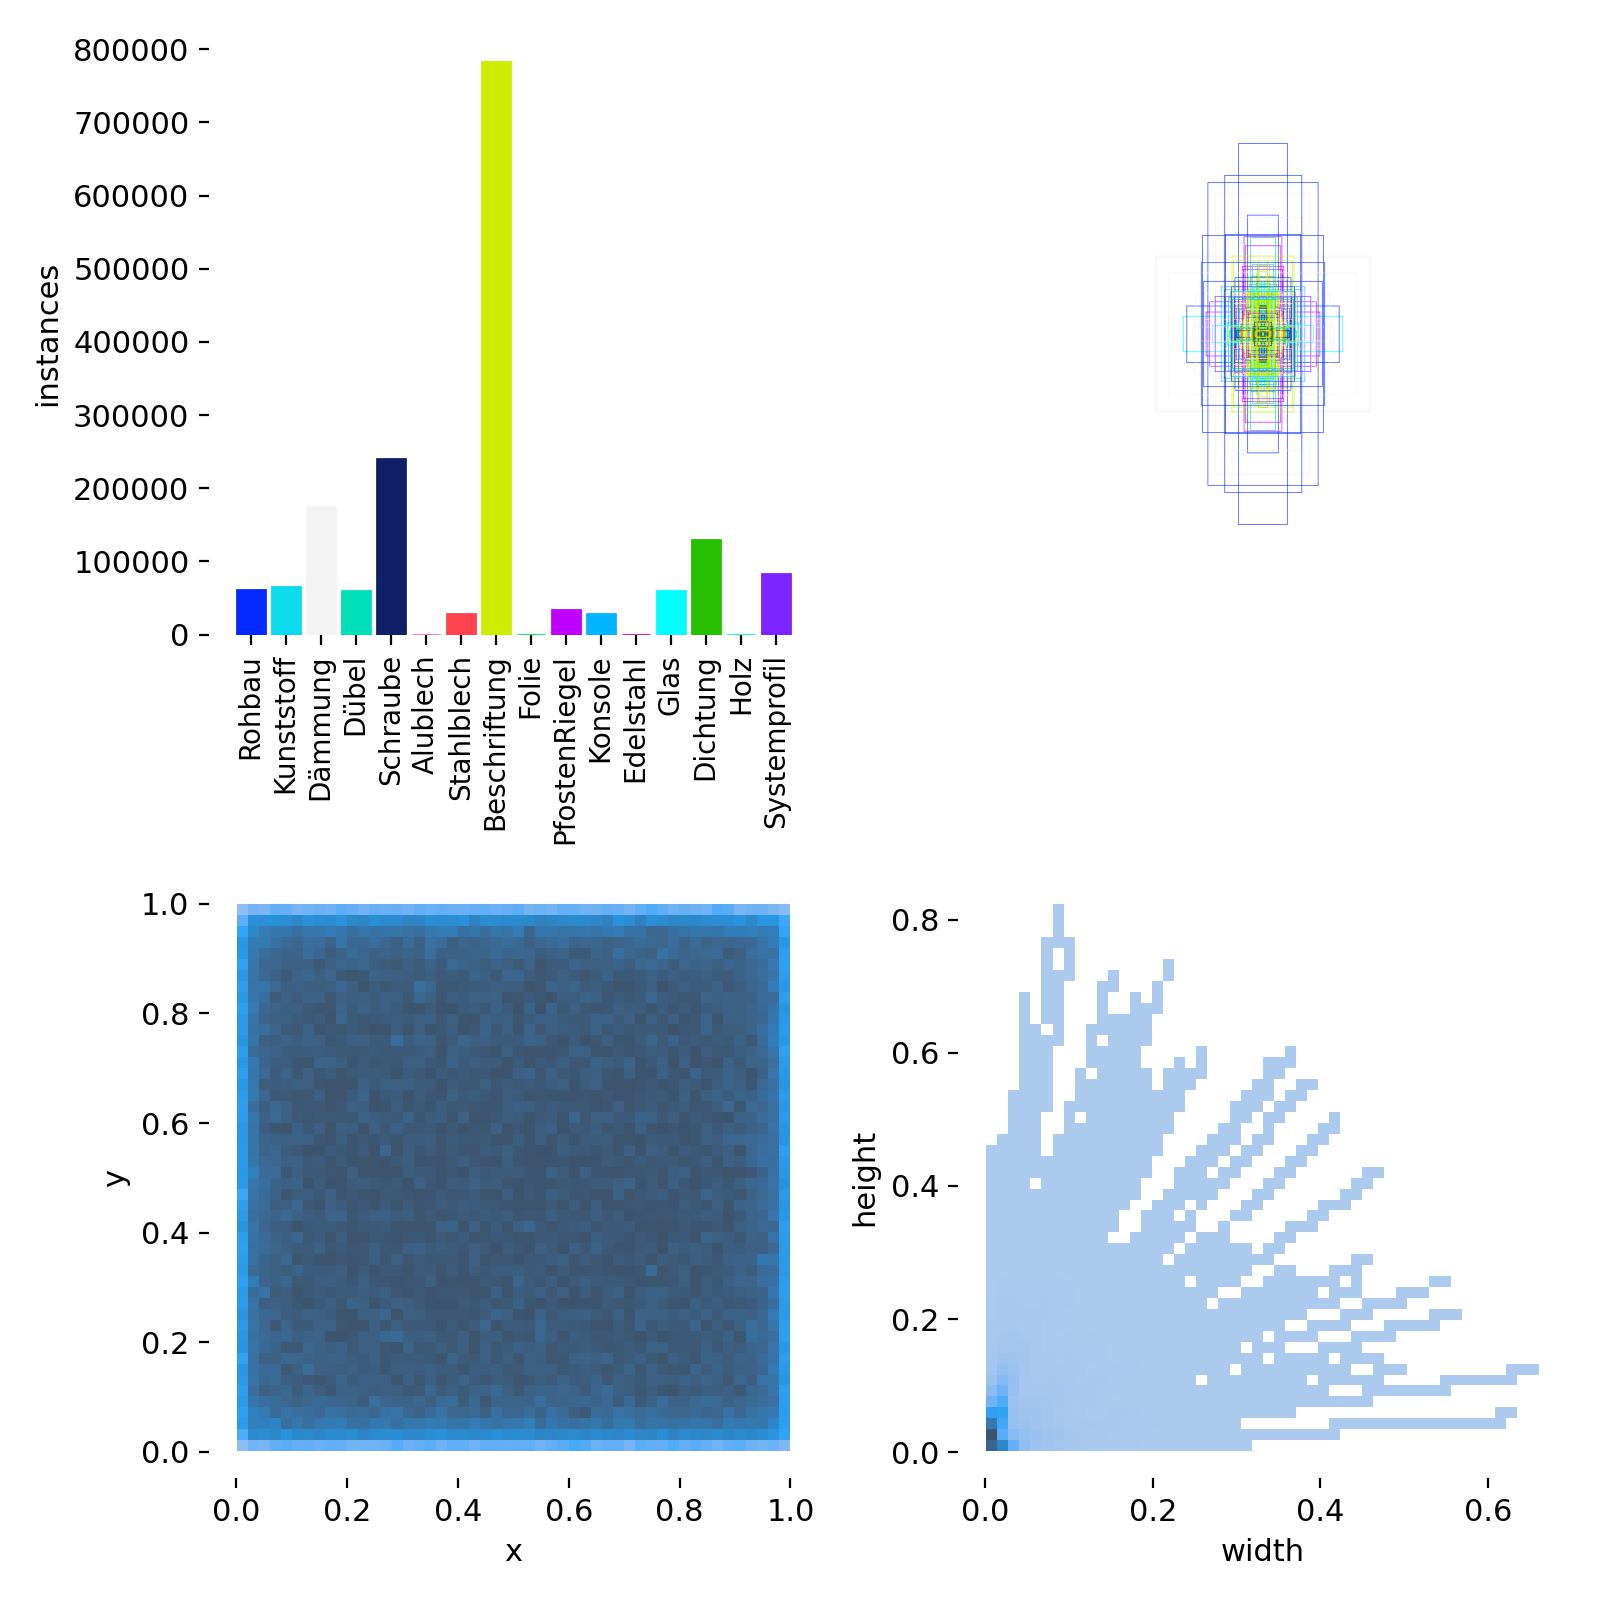 800000
700000
600000
500000
400000
300000
200000
100000
0
instances
Rohbau
Kunststoff
Dämmung
Dübel
Schraube
Alublech
Stahlblech
Beschriftung
Folie
PfostenRiegel
Konsole
Edelstahl
Glas
Dichtung
Holz
Systemprofil
1.0
0.8
0.6
0.4
0.2
0.0
y
0.0 0.2 0.4 0.6 0.8 1.0
x
0.8
0.6
0.4
0.2
0.0
height
0.0 0.2 0.4 0.6
width